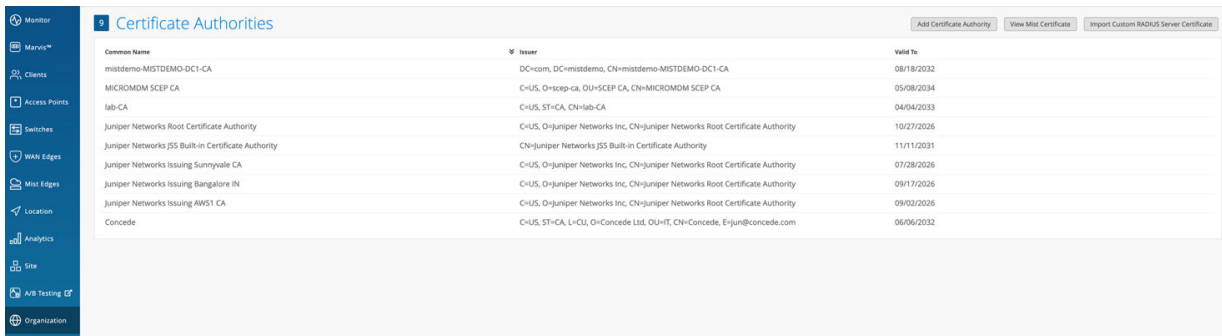 Monitor
Marvis™
Clients
Access Points
Switches
WAN Edges
Mist Edges
Location
Analytics
Site
A/B Testing
Organization
9 Certificate Authorities
Add Certificate Authority View Mist Certificate Import Custom RADIUS Server Certificate
Common Name Issuer Valid To
mistdemo-MISTDEMO-DC1-CA DC=com, DC=mistdemo, CN=mistdemo-MISTDEMO-DC1-CA 08/18/2032
MICROMDM SCEP CA C=US, O=scep-ca, OU=SCEP CA, CN=MICROMDM SCEP CA 05/08/2034
lab-CA C=US, ST=CA, CN=lab-CA 04/04/2033
Juniper Networks Root Certificate Authority C=US, O=Juniper Networks Inc, CN=Juniper Networks Root Certificate Authority 10/27/2026
Juniper Networks JSS Built-in Certificate Authority CN=Juniper Networks JSS Built-in Certificate Authority 11/11/2031
Juniper Networks Issuing Sunnyvale CA C=US, O=Juniper Networks Inc, CN=Juniper Networks Root Certificate Authority 07/28/2026
Juniper Networks Issuing Bangalore IN C=US, O=Juniper Networks Inc, CN=Juniper Networks Root Certificate Authority 09/17/2026
Juniper Networks Issuing AWS1 CA C=US, O=Juniper Networks Inc, CN=Juniper Networks Root Certificate Authority 09/02/2026
Concede C=US, ST=CA, L=CU, O=Concede Ltd, OU=IT, CN=Concede, E=jun@concede.com 06/06/2032